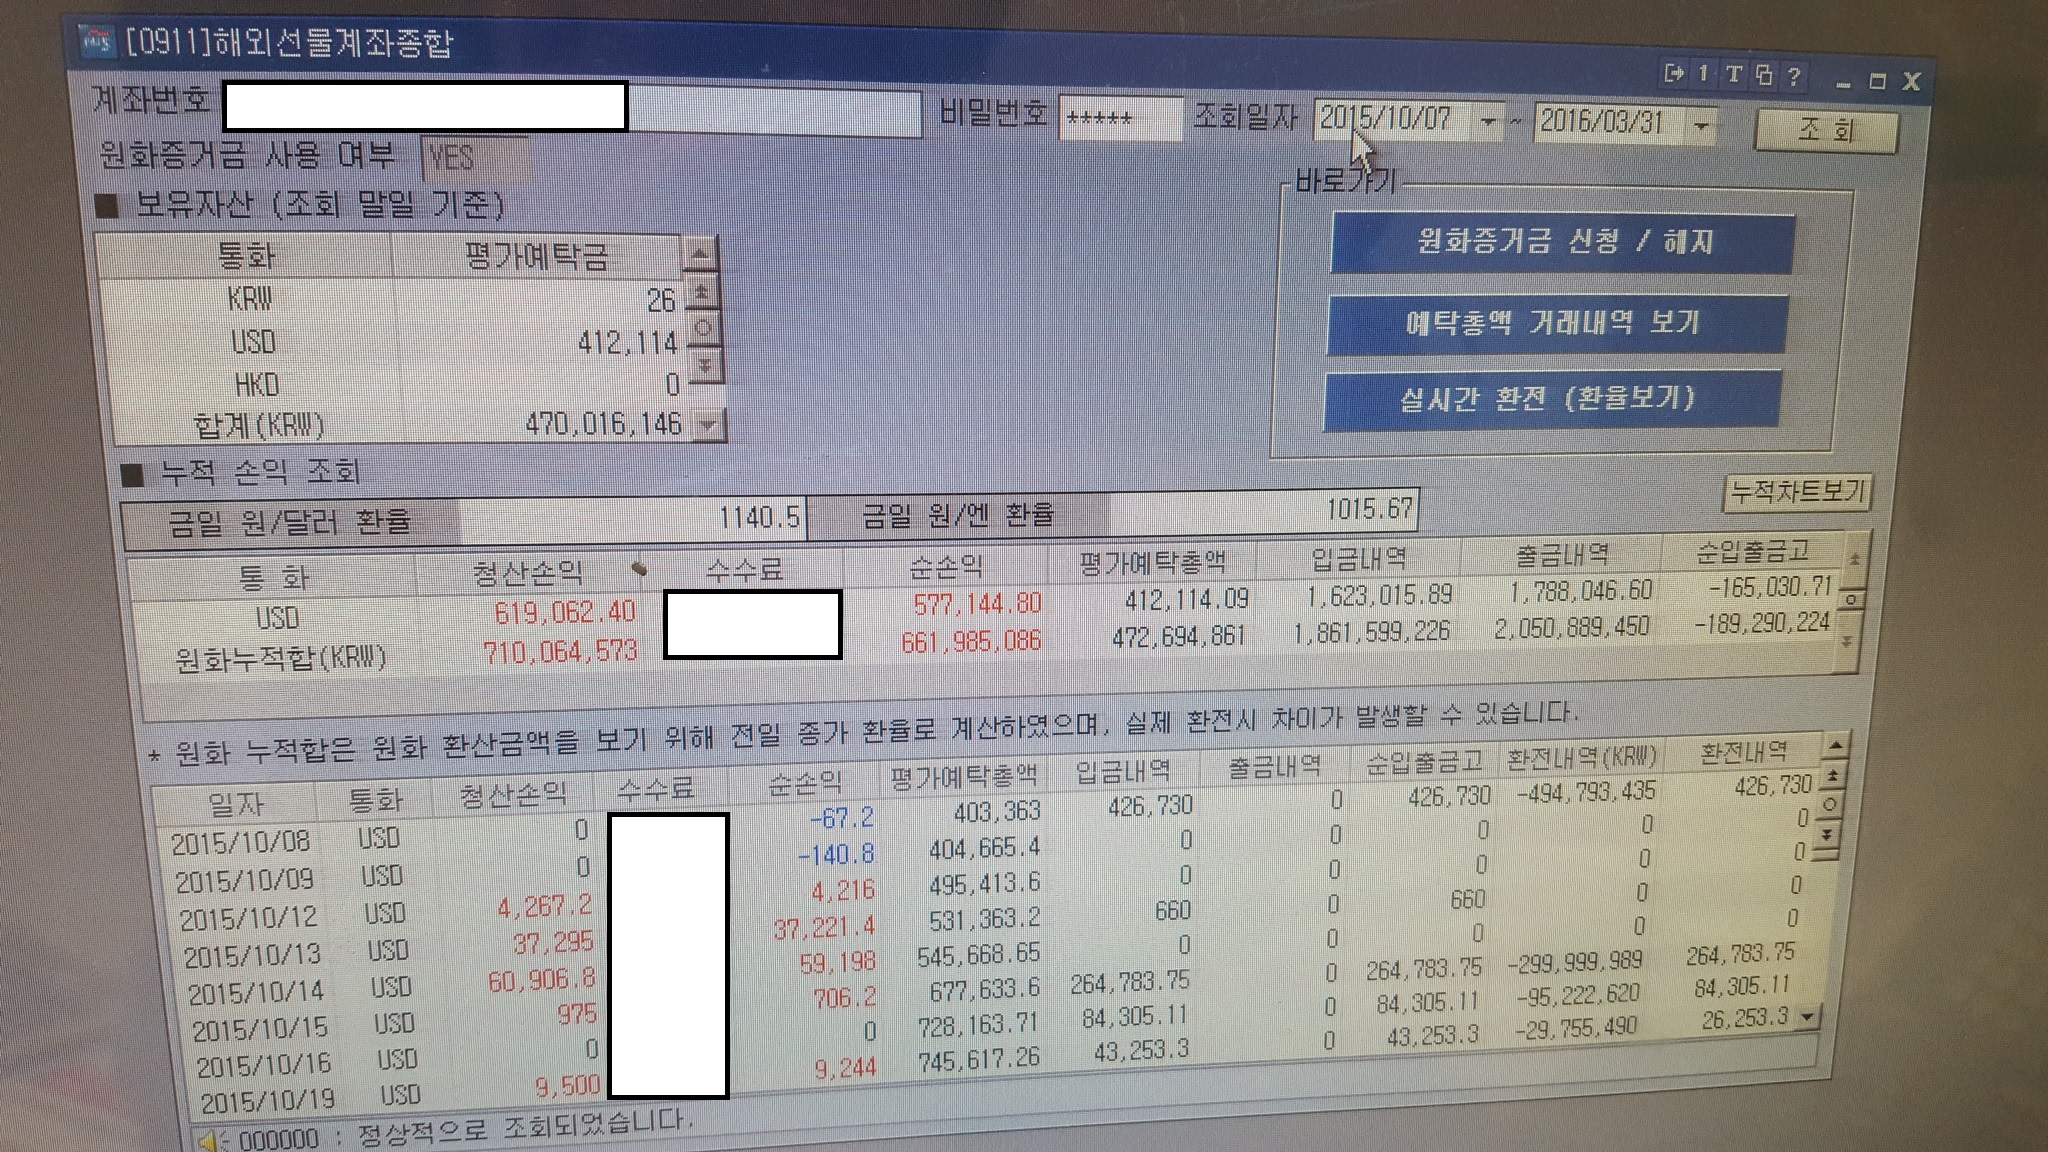 [0911]해외선물계좌종합 1 T ?
계좌번호 비밀번호 ***** 조회일자 2015/10/07 ~ 2016/03/31 조 회
원화증거금 사용 여부 YES
바로가기
■ 보유자산 (조회 말일 기준)
원화증거금 신청 / 해지
통화 평가예탁금
KRW 26
예탁총액 거래내역 보기
USD 412,114
HKD 0
실시간 환전 (환율보기)
합계(KRW) 470,016,146
■ 누적 손익 조회
누적차트보기
금일 원/달러 환율 1140.5 금일 원/엔 환율 1015.67
통 화 청산손익 수수료 순손익 평가예탁총액 입금내역 출금내역 순입출금고
USD 619,062.40 577,144.80 412,114.09 1,623,015.89 1,788,046.60 -165,030.71
원화누적합(KRW) 710,064,573 661,985,086 472,694,861 1,861,599,226 2,050,889,450 -189,290,224
* 원화 누적합은 원화 환산금액을 보기 위해 전일 종가 환율로 계산하였으며, 실제 환전시 차이가 발생할 수 있습니다.
일자 통화 청산손익 수수료 순손익 평가예탁총액 입금내역 출금내역 순입출금고 환전내역(KRW) 환전내역
2015/10/08 USD 0 -67.2 403,363 426,730 0 426,730 -494,793,435 426,730
2015/10/09 USD 0 -140.8 404,665.4 0 0 0 0 0
2015/10/12 USD 4,267.2 4,216 495,413.6 0 0 0 0 0
2015/10/13 USD 37,295 37,221.4 531,363.2 660 0 660 0 0
2015/10/14 USD 60,906.8 59,198 545,668.65 0 0 0 0 0
2015/10/15 USD 975 706.2 677,633.6 264,783.75 0 264,783.75 -299,999,989 264,783.75
2015/10/16 USD 0 0 728,163.71 84,305.11 0 84,305.11 -95,222,620 84,305.11
2015/10/19 USD 9,500 9,244 745,617.26 43,253.3 0 43,253.3 -29,755,490 26,253.3
000000 : 정상적으로 조회되었습니다.